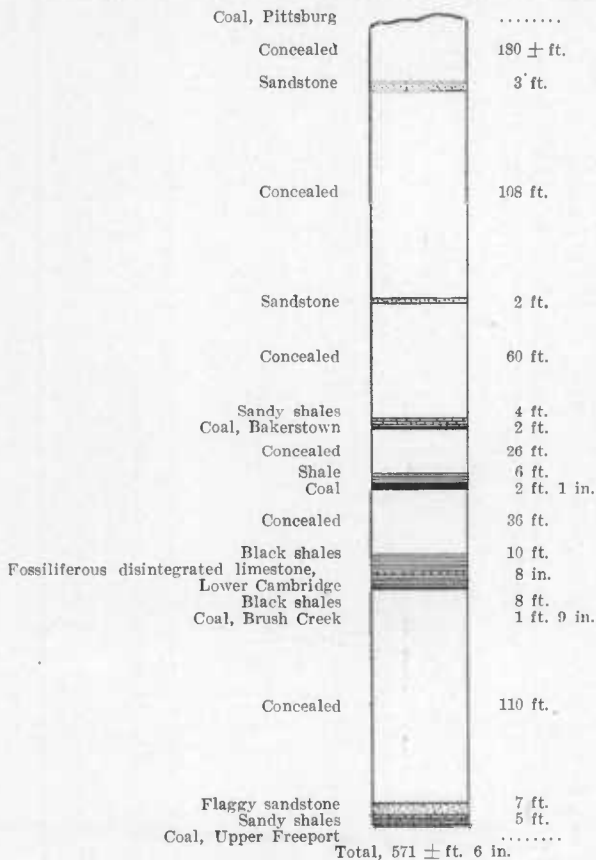 Coal, Pittsburg ........
Concealed 180 ± ft.
Sandstone 3 ft.
Concealed 108 ft.
Sandstone 2 ft.
Concealed 60 ft.
Sandy shales 4 ft.
Coal, Bakerstown 2 ft.
Concealed 26 ft.
Shale 6 ft.
Coal 2 ft. 1 in.
Concealed 36 ft.
Black shales 10 ft.
Fossiliferous disintegrated limestone,
Lower Cambridge 8 in.
Black shales 8 ft.
Coal, Brush Creek 1 ft. 9 in.
Concealed 110 ft.
Flaggy sandstone 7 ft.
Sandy shales 5 ft.
Coal, Upper Freeport ........
Total, 571 ± ft. 6 in.